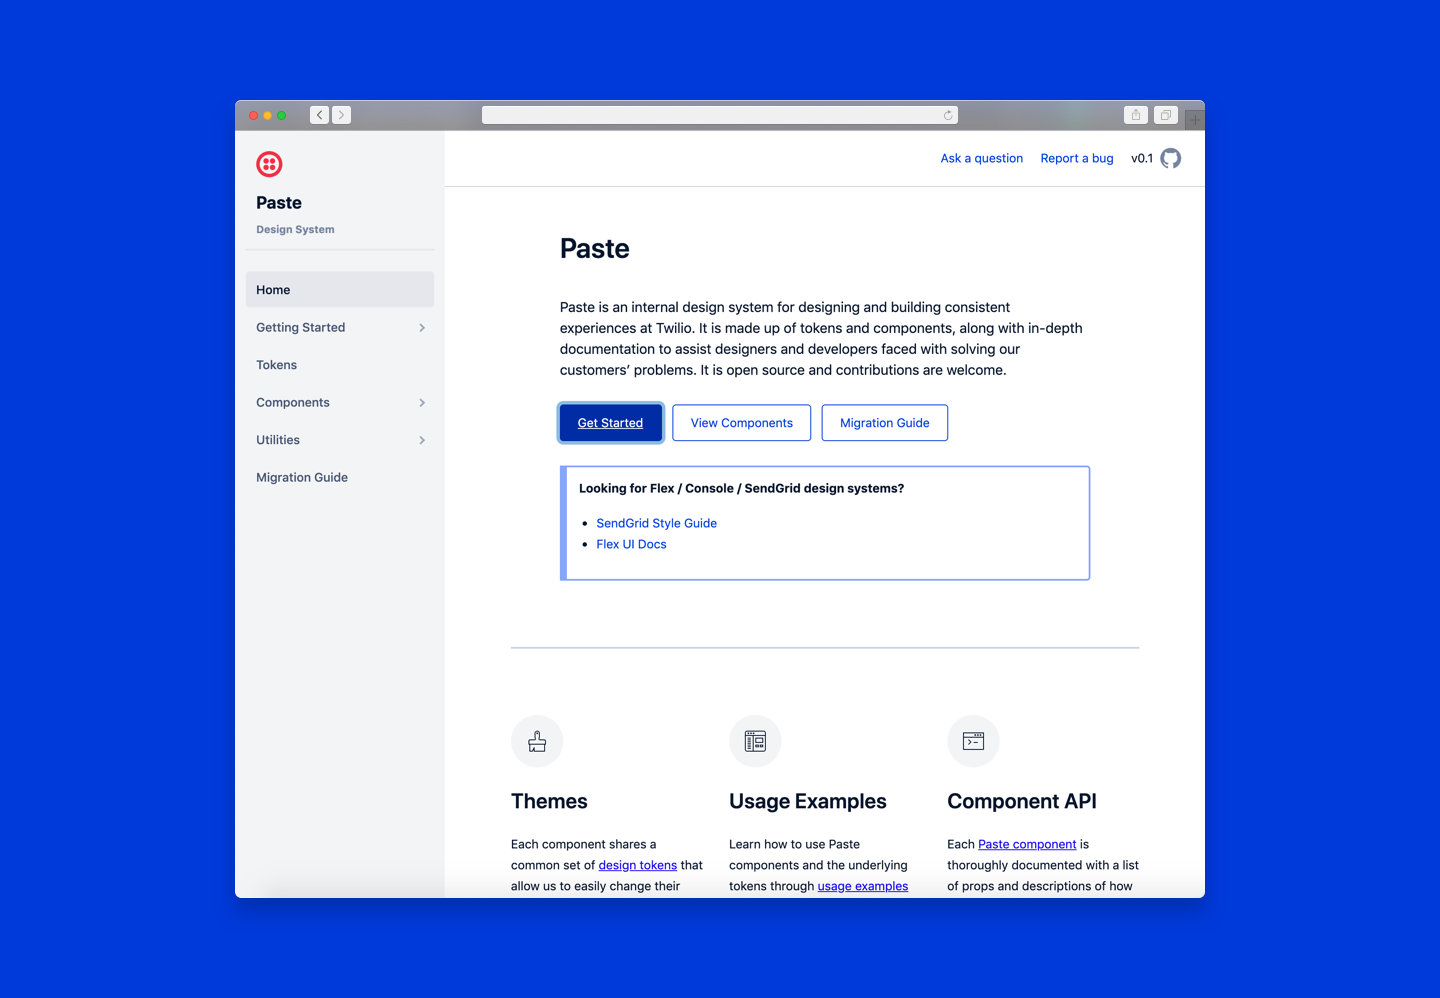 Paste
Design System
Home
Getting Started
Tokens
Components
Utilities
Migration Guide
Ask a question Report a bug v0.1
Paste
Paste is an internal design system for designing and building consistent
experiences at Twilio. It is made up of tokens and components, along with in-depth
documentation to assist designers and developers faced with solving our
customers’ problems. It is open source and contributions are welcome.
Get Started View Components Migration Guide
Looking for Flex / Console / SendGrid design systems?
• SendGrid Style Guide
• Flex UI Docs
Themes
Each component shares a
common set of design tokens that
allow us to easily change their
Usage Examples
Learn how to use Paste
components and the underlying
tokens through usage examples
Component API
Each Paste component is
thoroughly documented with a list
of props and descriptions of how